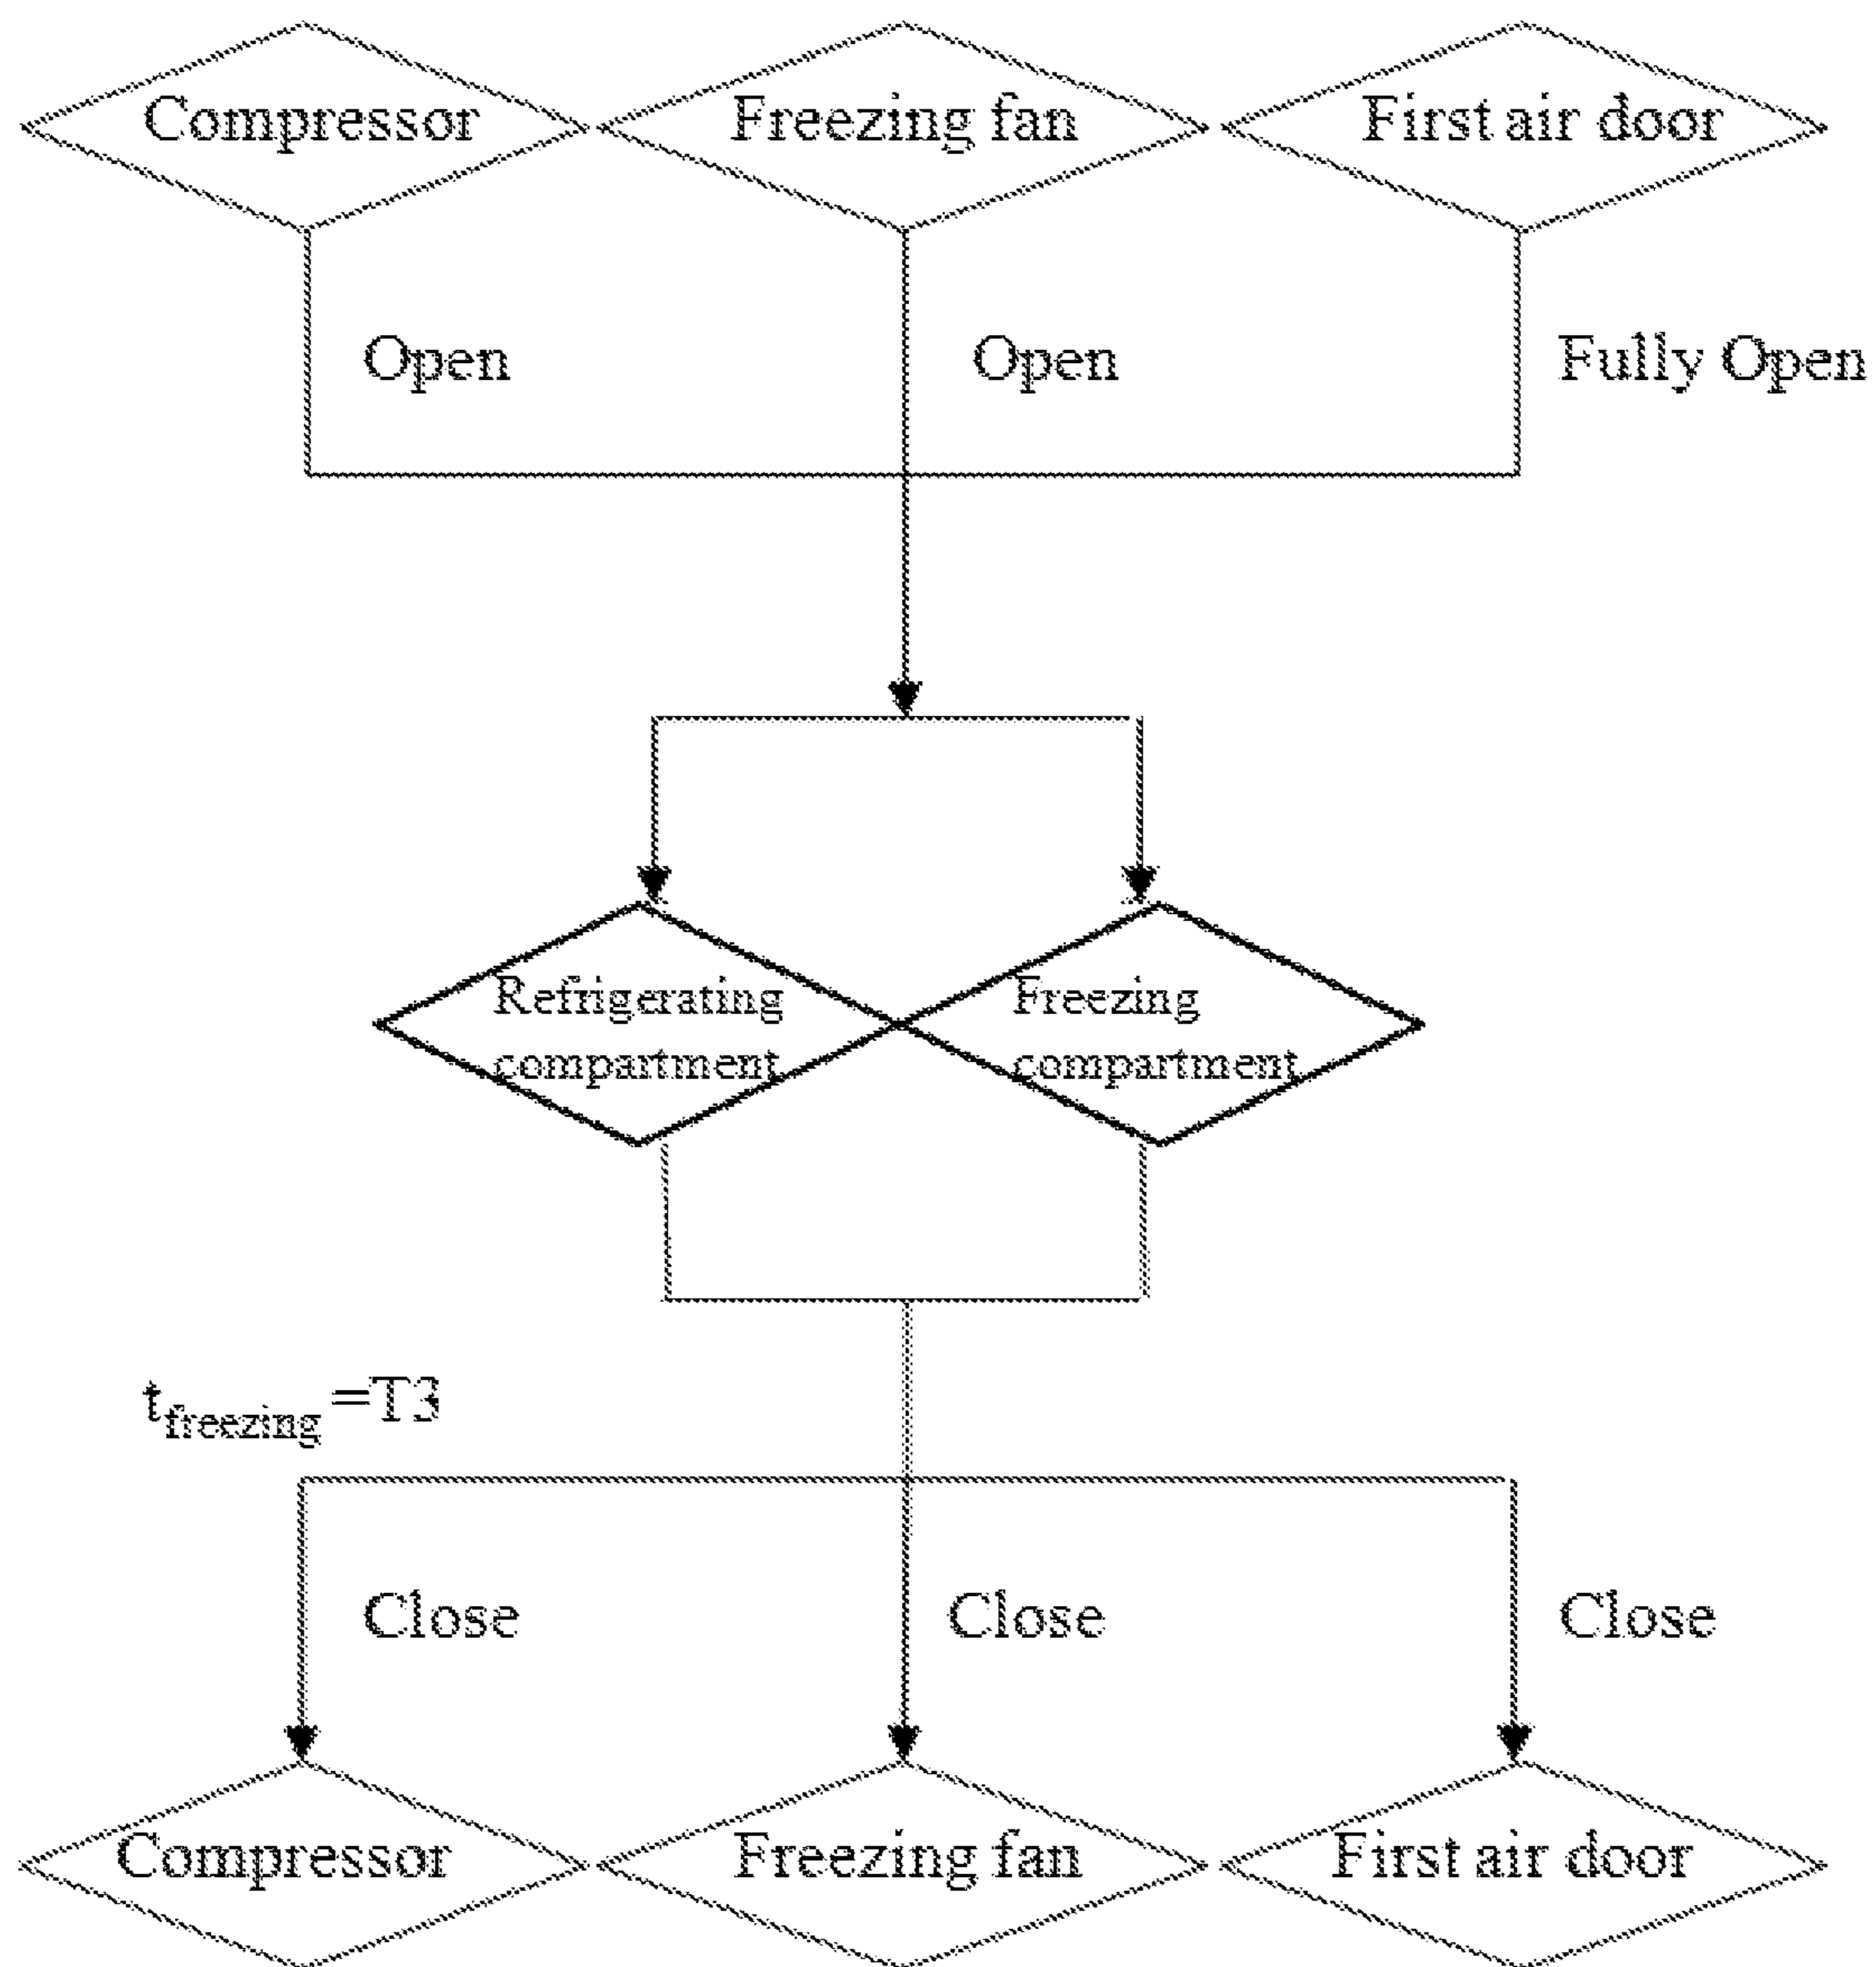 Compressor Freezing fan First air door
Open Open Fully Open
Refrigerating Freezing
compartment compartment
t_freezing =T3
Close Close Close
Compressor Freezing fan First air door